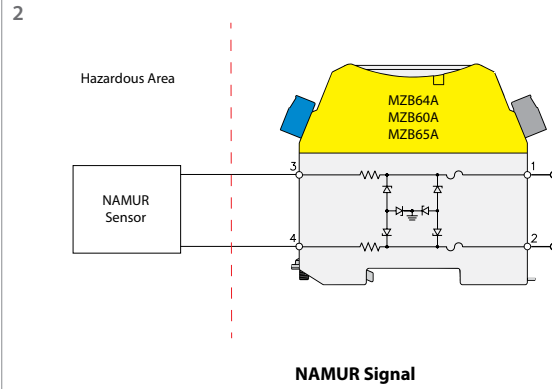 2
Hazardous Area
MZB64A
MZB60A
MZB65A
3
1
NAMUR
Sensor
4
2
NAMUR Signal